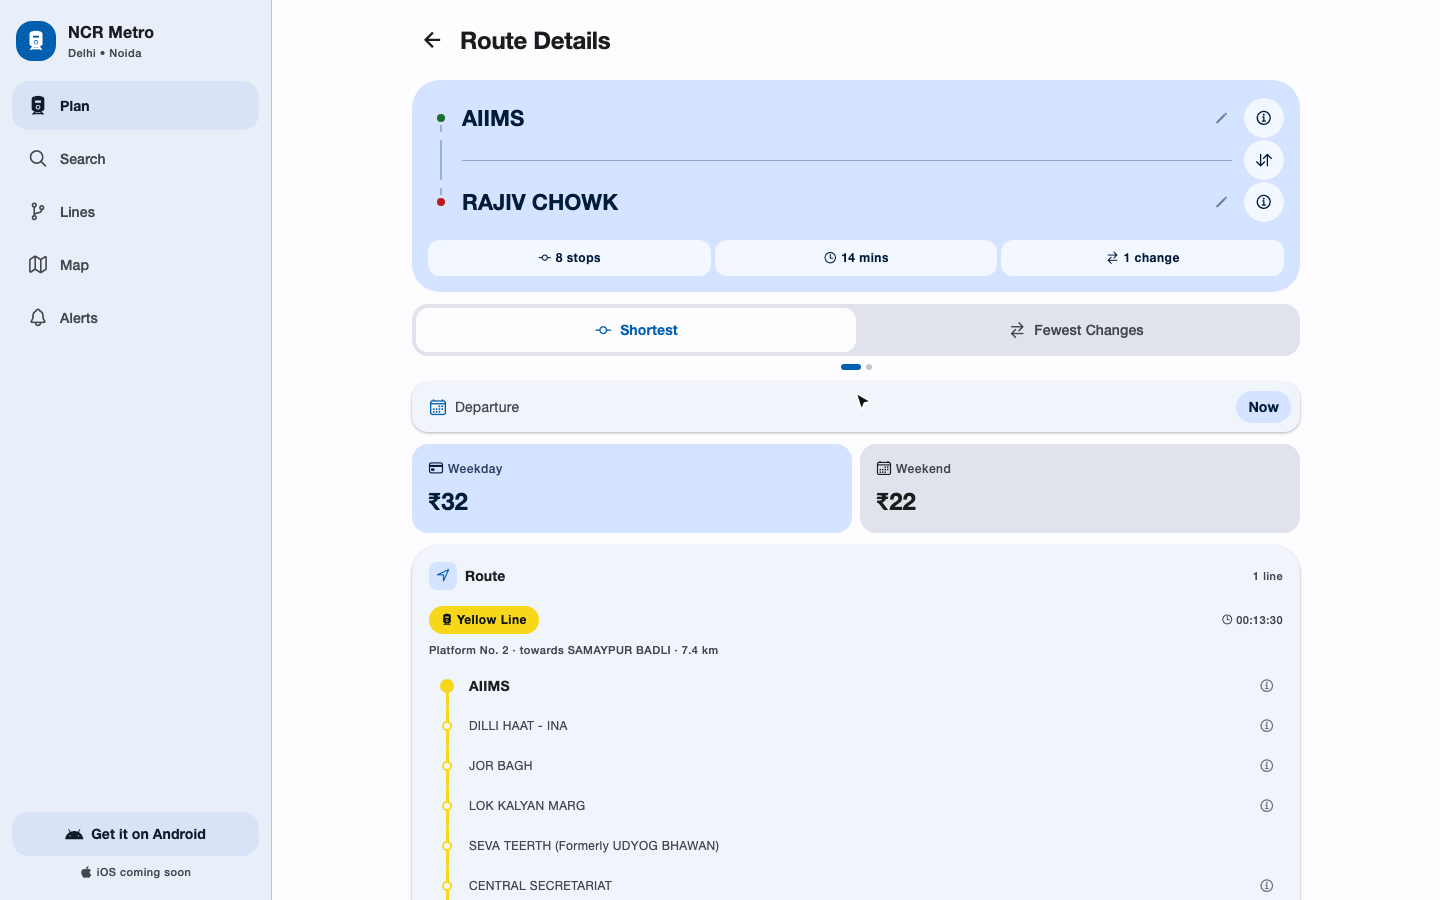 NCR Metro
Delhi • Noida
Plan
Search
Lines
Map
Alerts
Get it on Android
iOS coming soon
Route Details
AIIMS
RAJIV CHOWK
8 stops
14 mins
1 change
Shortest
Fewest Changes
Departure
Now
Weekday
₹32
Weekend
₹22
Route
1 line
Yellow Line
00:13:30
Platform No. 2 · towards SAMAYPUR BADLI · 7.4 km
AIIMS
DILLI HAAT - INA
JOR BAGH
LOK KALYAN MARG
SEVA TEERTH (Formerly UDYOG BHAWAN)
CENTRAL SECRETARIAT